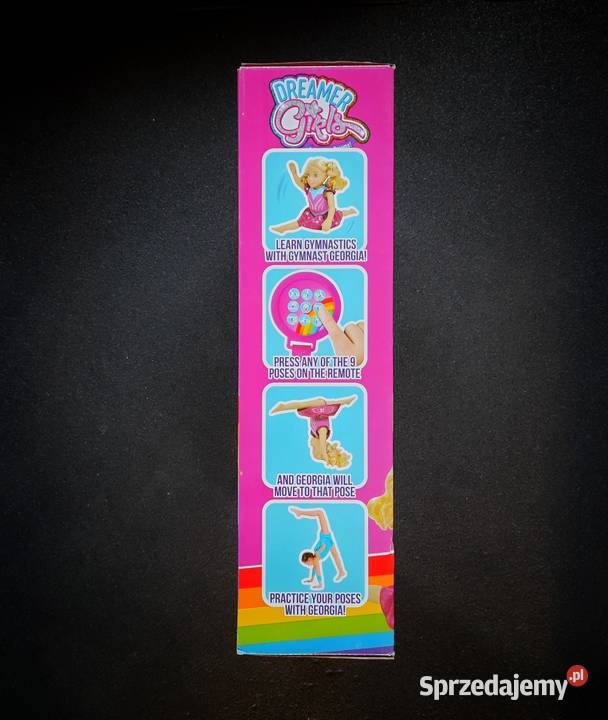 DREAMER
Girls
LEARN GYMNASTICS
WITH GYMNAST GEORGIA!
PRESS ANY OF THE 9
POSES ON THE REMOTE
AND GEORGIA WILL
MOVE TO THAT POSE
PRACTICE YOUR POSES
WITH GEORGIA!
Sprzedajemy.pl